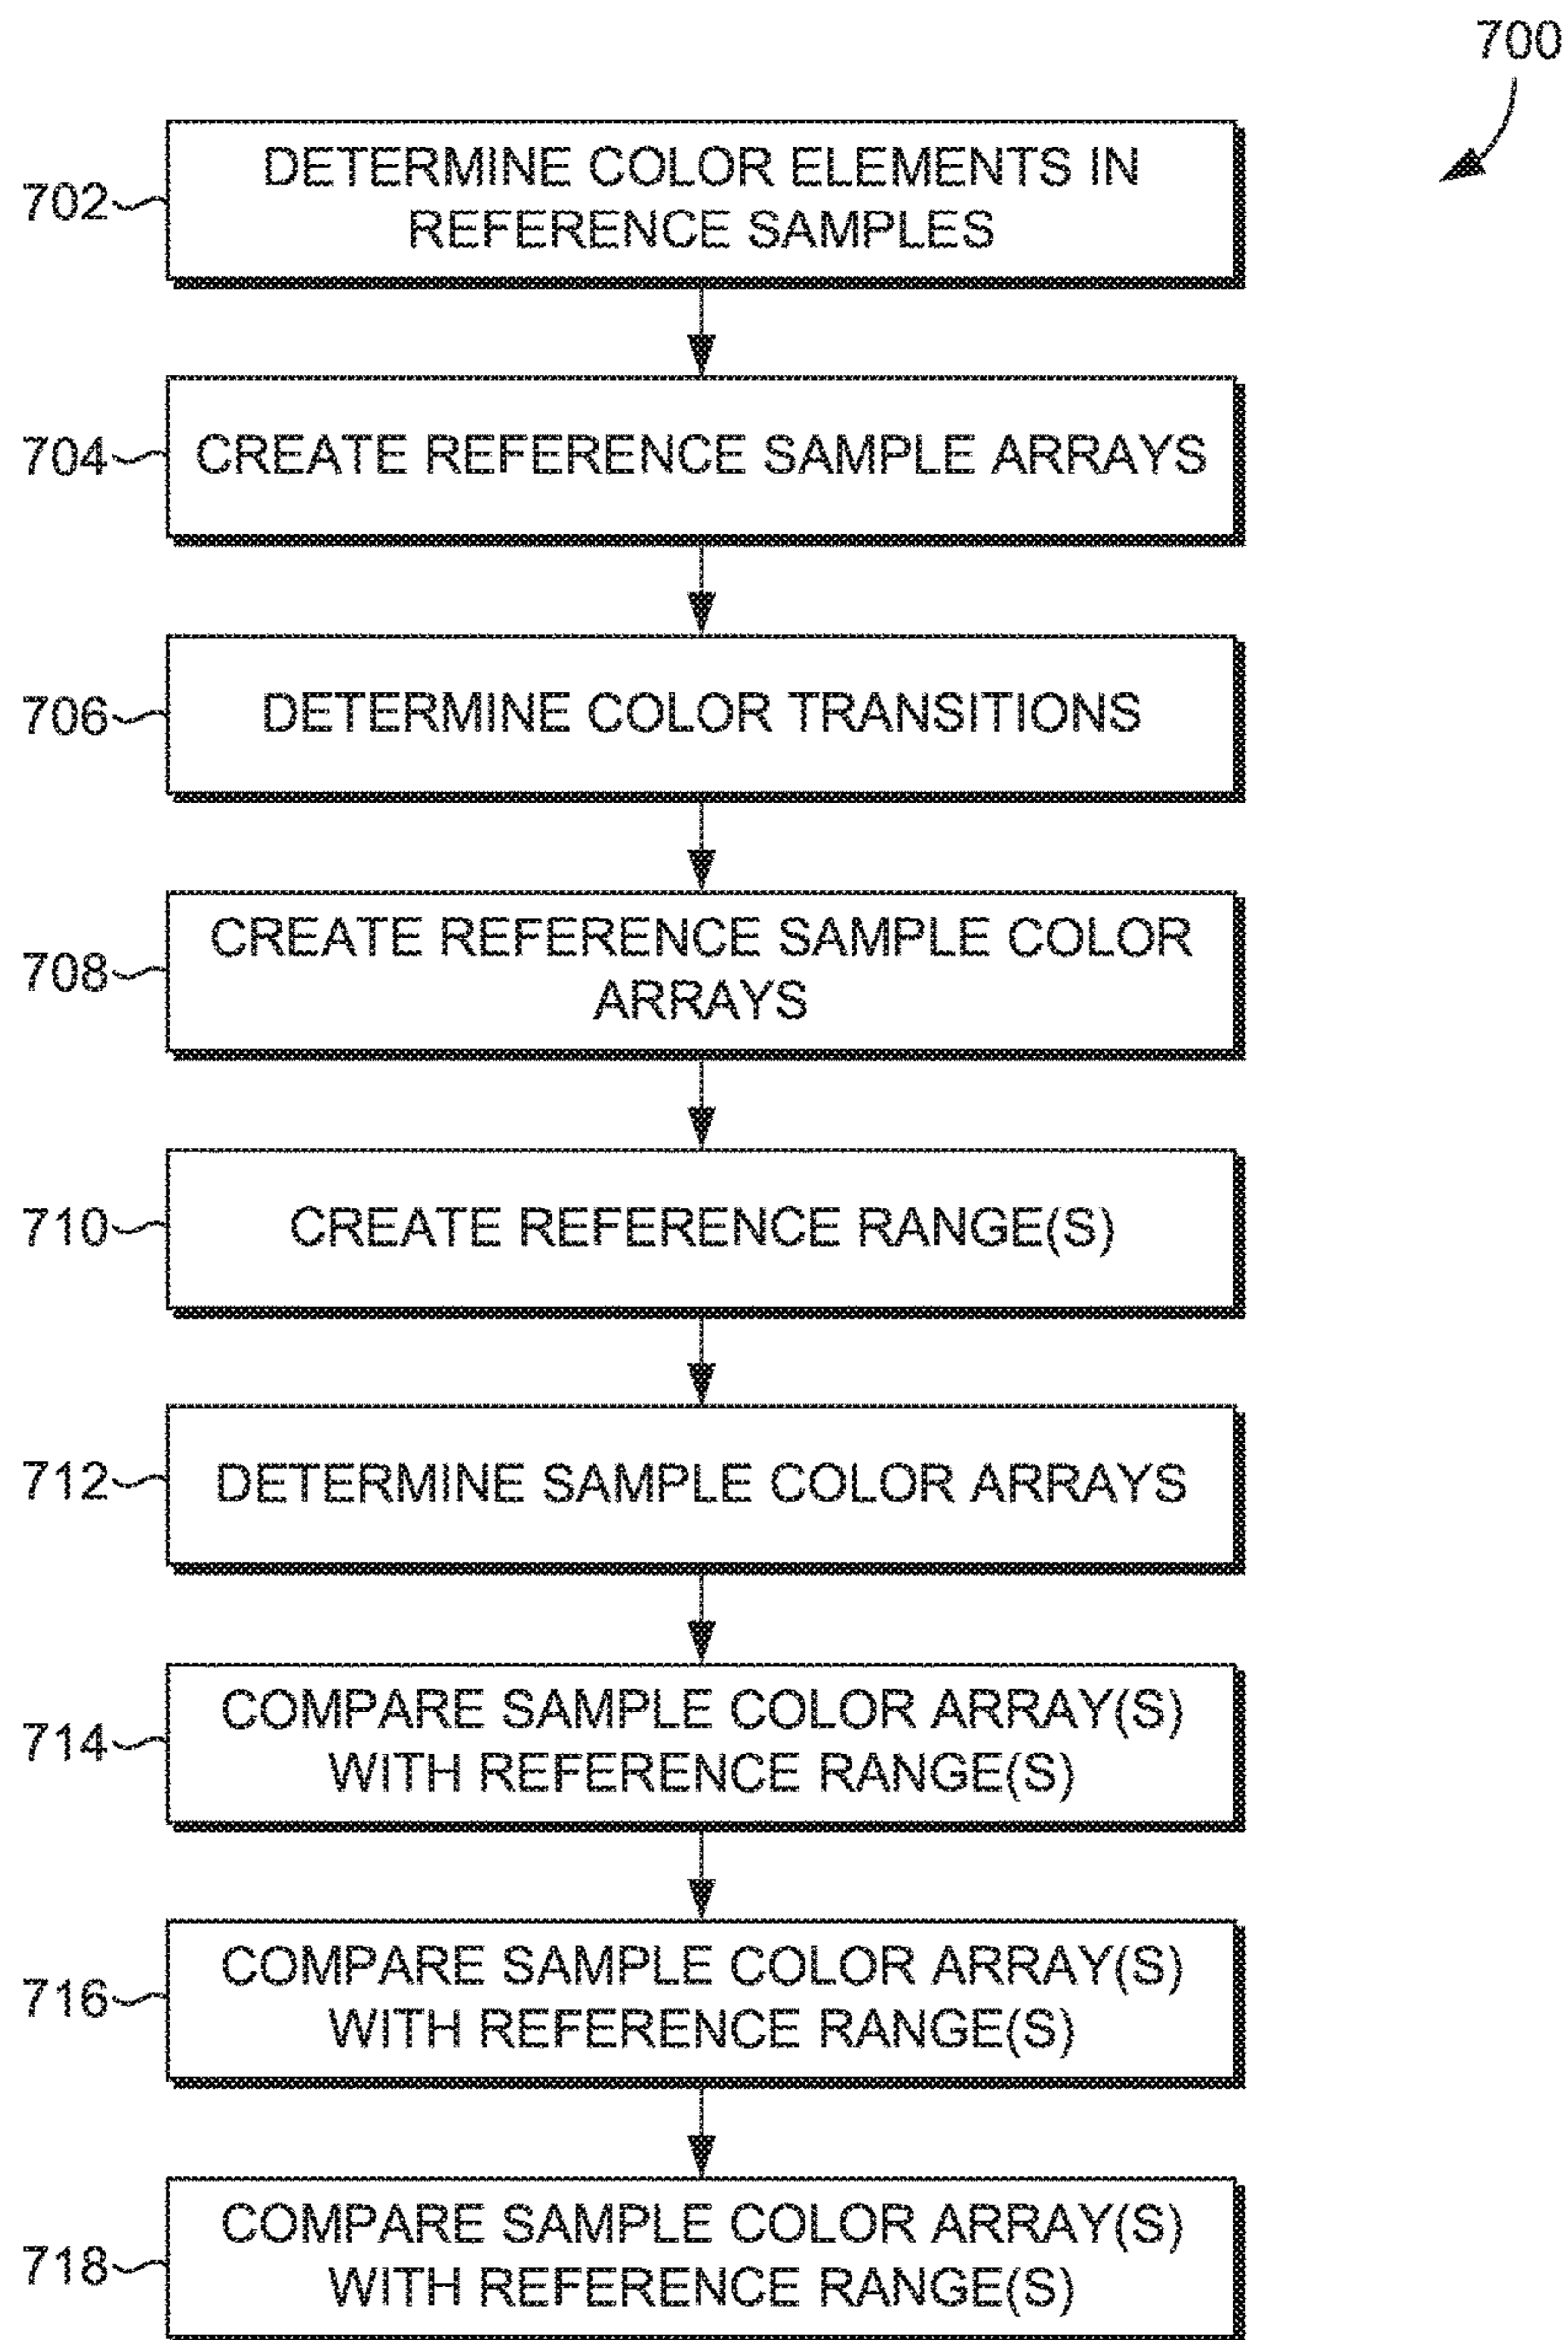 700
702
DETERMINE COLOR ELEMENTS IN
REFERENCE SAMPLES
704
CREATE REFERENCE SAMPLE ARRAYS
706
DETERMINE COLOR TRANSITIONS
708
CREATE REFERENCE SAMPLE COLOR
ARRAYS
710
CREATE REFERENCE RANGE(S)
712
DETERMINE SAMPLE COLOR ARRAYS
714
COMPARE SAMPLE COLOR ARRAY(S)
WITH REFERENCE RANGE(S)
716
COMPARE SAMPLE COLOR ARRAY(S)
WITH REFERENCE RANGE(S)
718
COMPARE SAMPLE COLOR ARRAY(S)
WITH REFERENCE RANGE(S)